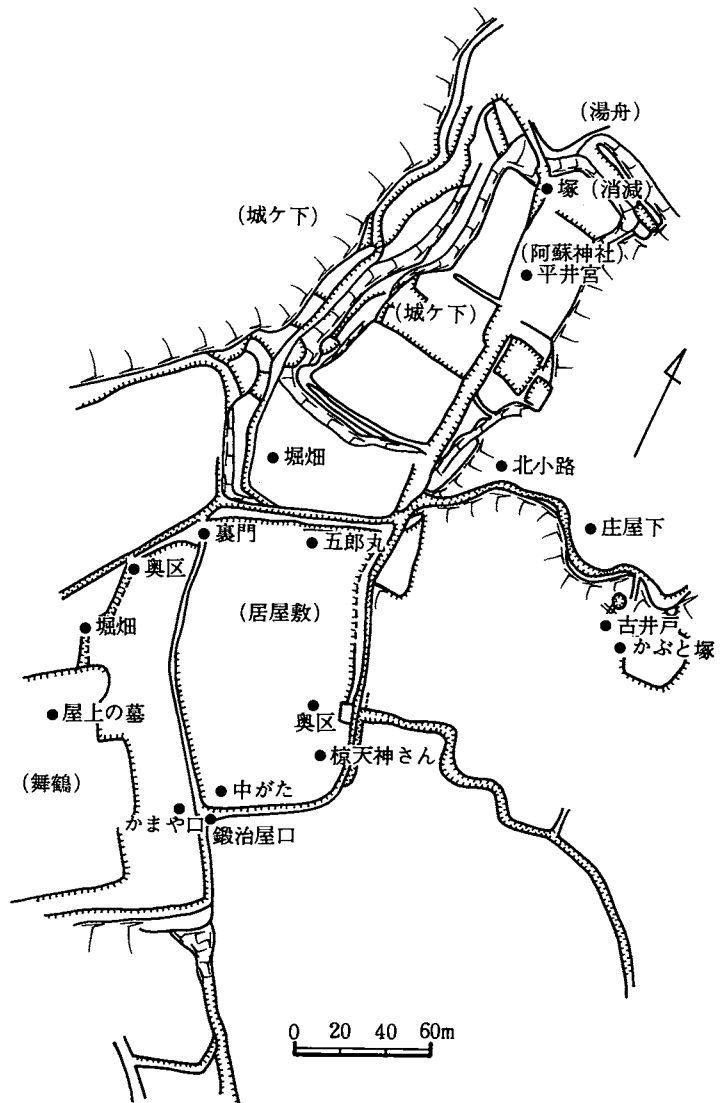 (湯舟)
塚(消滅)
(城ケ下)
(阿蘇神社)
平井宮
(城ケ下)
堀畑
北小路
裏門
五郎丸
庄屋下
奥区
(居屋敷)
堀畑
古井戸
かぶと塚
屋上の墓
奥区
椋天神さん
(舞鶴)
中がた
かまや口
鍛治屋口
0 20 40 60m